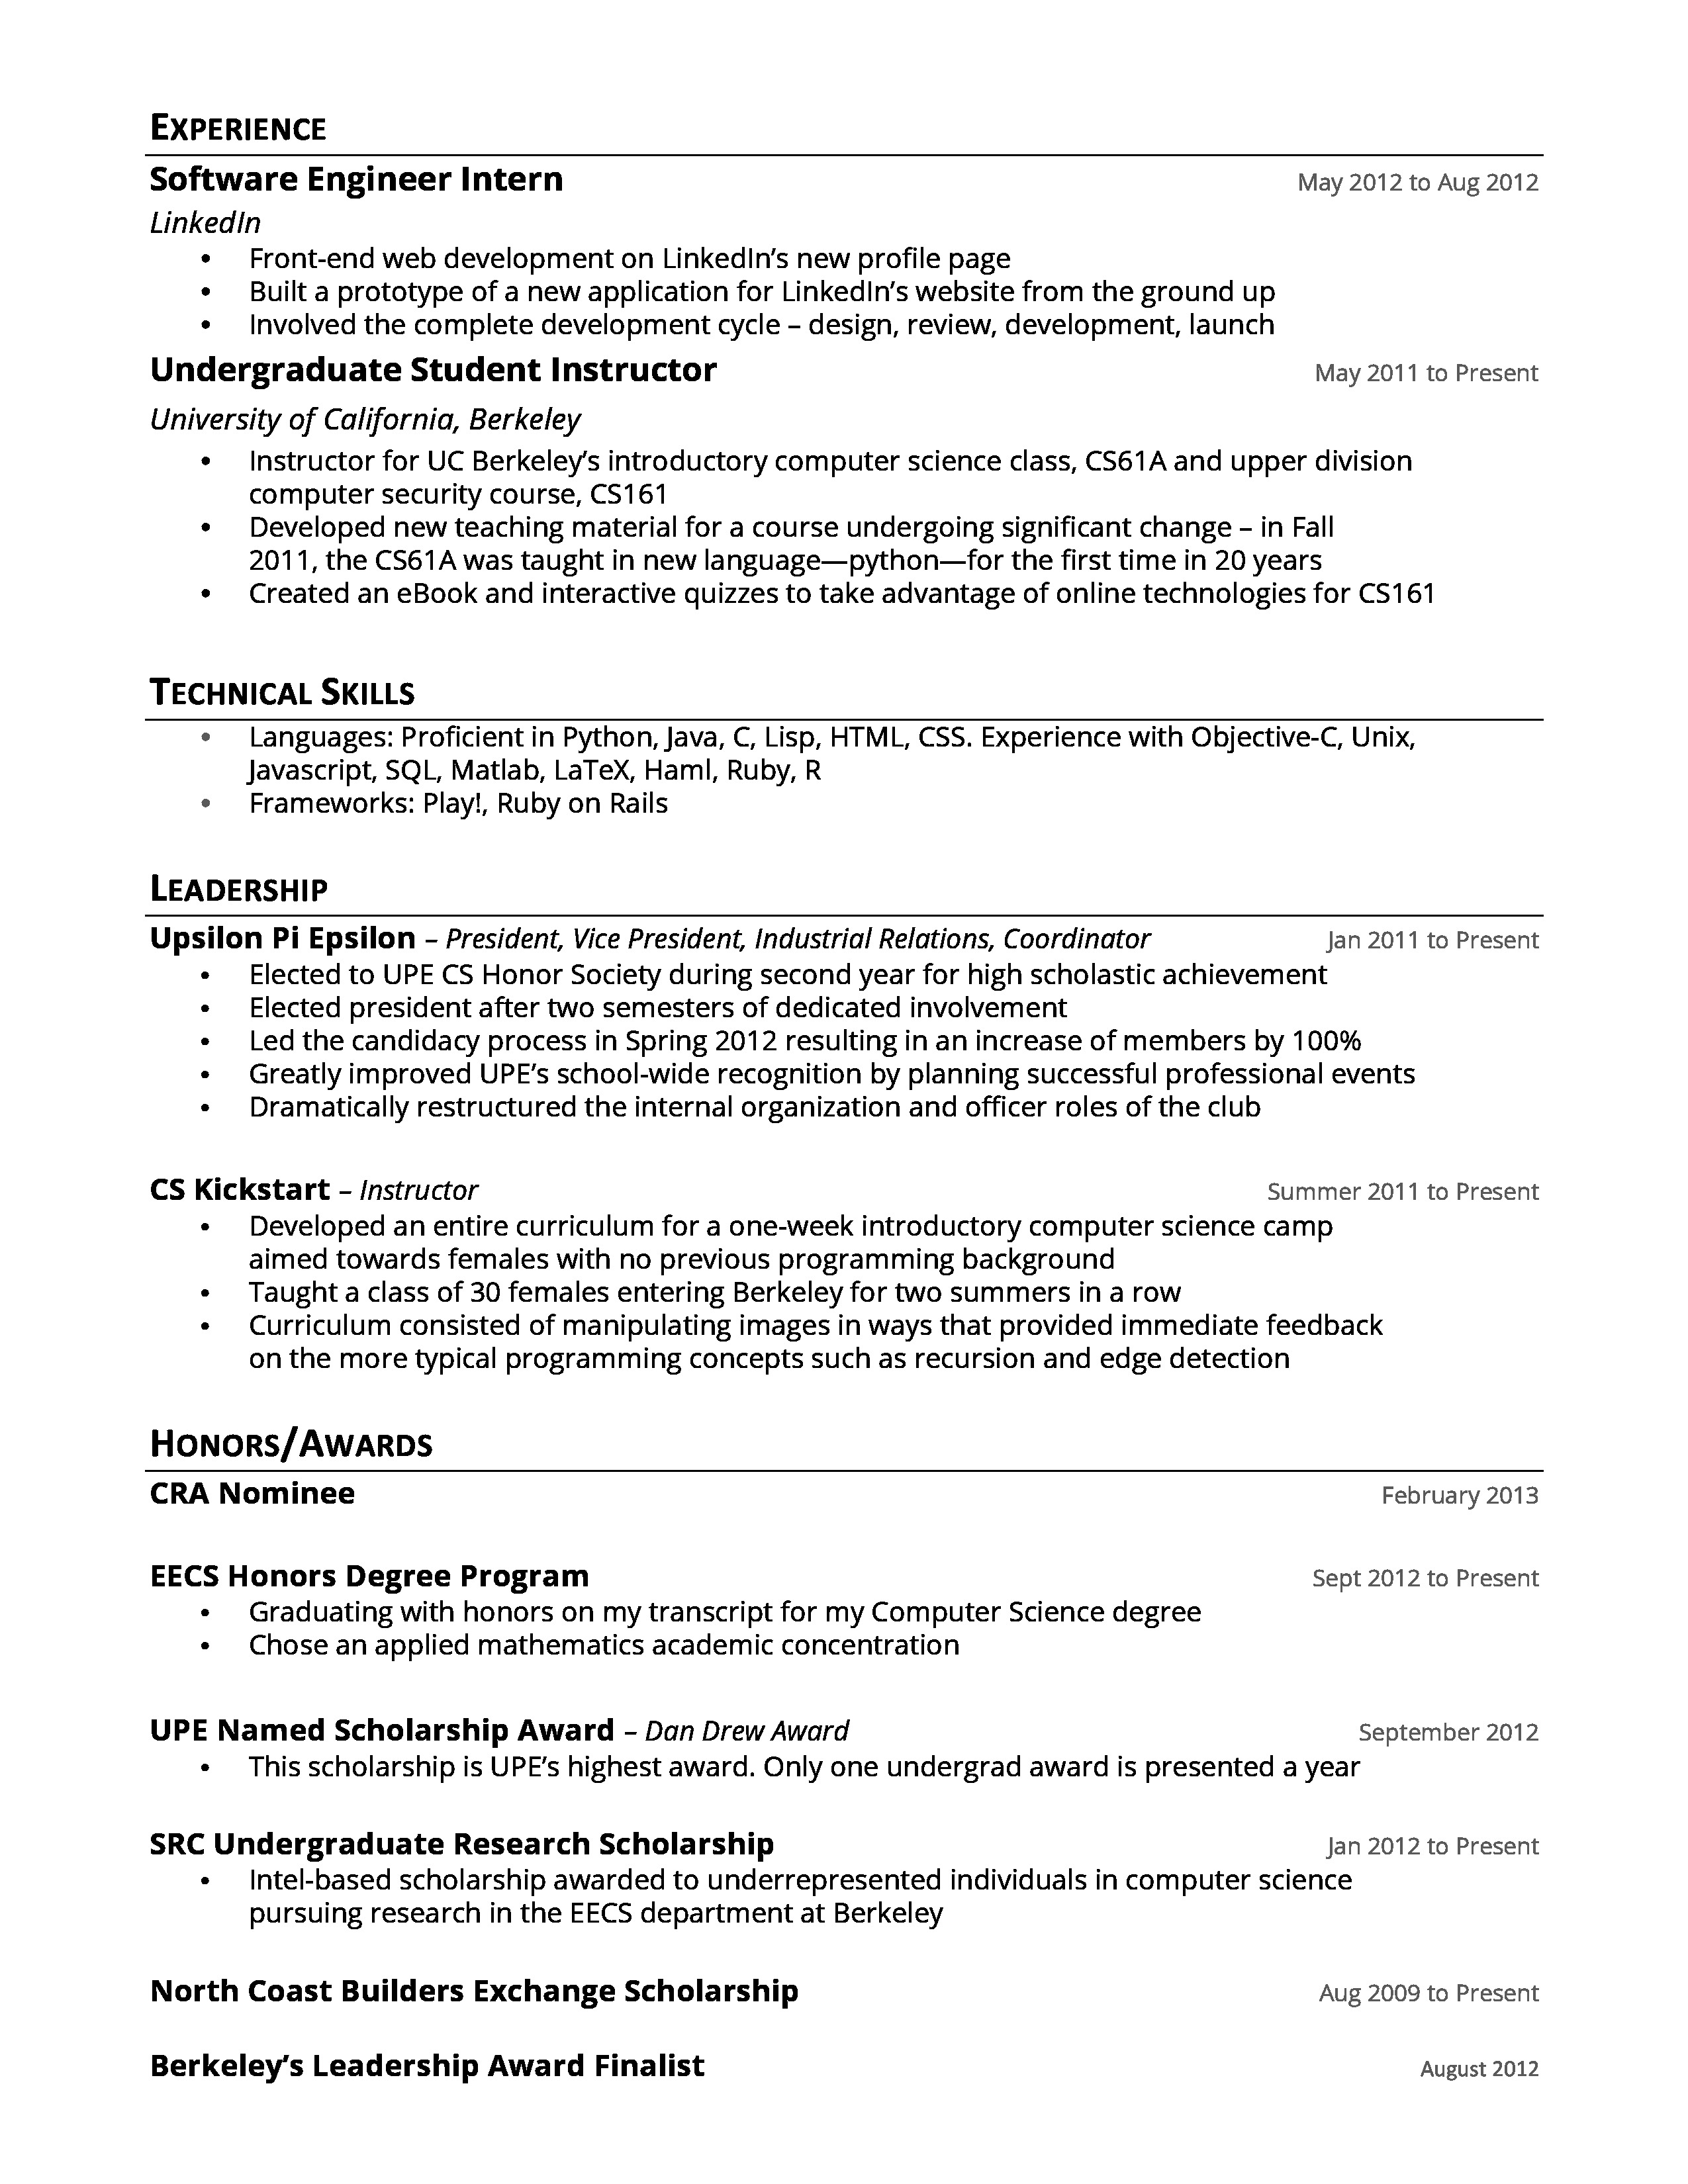 EXPERIENCE
Software Engineer Intern May 2012 to Aug 2012
LinkedIn
• Front-end web development on LinkedIn’s new profile page
• Built a prototype of a new application for LinkedIn’s website from the ground up
• Involved the complete development cycle – design, review, development, launch
Undergraduate Student Instructor May 2011 to Present
University of California, Berkeley
• Instructor for UC Berkeley’s introductory computer science class, CS61A and upper division
computer security course, CS161
• Developed new teaching material for a course undergoing significant change – in Fall
2011, the CS61A was taught in new language—python—for the first time in 20 years
• Created an eBook and interactive quizzes to take advantage of online technologies for CS161
TECHNICAL SKILLS
• Languages: Proficient in Python, Java, C, Lisp, HTML, CSS. Experience with Objective-C, Unix,
Javascript, SQL, Matlab, LaTeX, Haml, Ruby, R
• Frameworks: Play!, Ruby on Rails
LEADERSHIP
Upsilon Pi Epsilon – President, Vice President, Industrial Relations, Coordinator Jan 2011 to Present
• Elected to UPE CS Honor Society during second year for high scholastic achievement
• Elected president after two semesters of dedicated involvement
• Led the candidacy process in Spring 2012 resulting in an increase of members by 100%
• Greatly improved UPE’s school-wide recognition by planning successful professional events
• Dramatically restructured the internal organization and officer roles of the club
CS Kickstart – Instructor Summer 2011 to Present
• Developed an entire curriculum for a one-week introductory computer science camp
aimed towards females with no previous programming background
• Taught a class of 30 females entering Berkeley for two summers in a row
• Curriculum consisted of manipulating images in ways that provided immediate feedback
on the more typical programming concepts such as recursion and edge detection
HONORS/AWARDS
CRA Nominee February 2013
EECS Honors Degree Program Sept 2012 to Present
• Graduating with honors on my transcript for my Computer Science degree
• Chose an applied mathematics academic concentration
UPE Named Scholarship Award – Dan Drew Award September 2012
• This scholarship is UPE’s highest award. Only one undergrad award is presented a year
SRC Undergraduate Research Scholarship Jan 2012 to Present
• Intel-based scholarship awarded to underrepresented individuals in computer science
pursuing research in the EECS department at Berkeley
North Coast Builders Exchange Scholarship Aug 2009 to Present
Berkeley’s Leadership Award Finalist August 2012